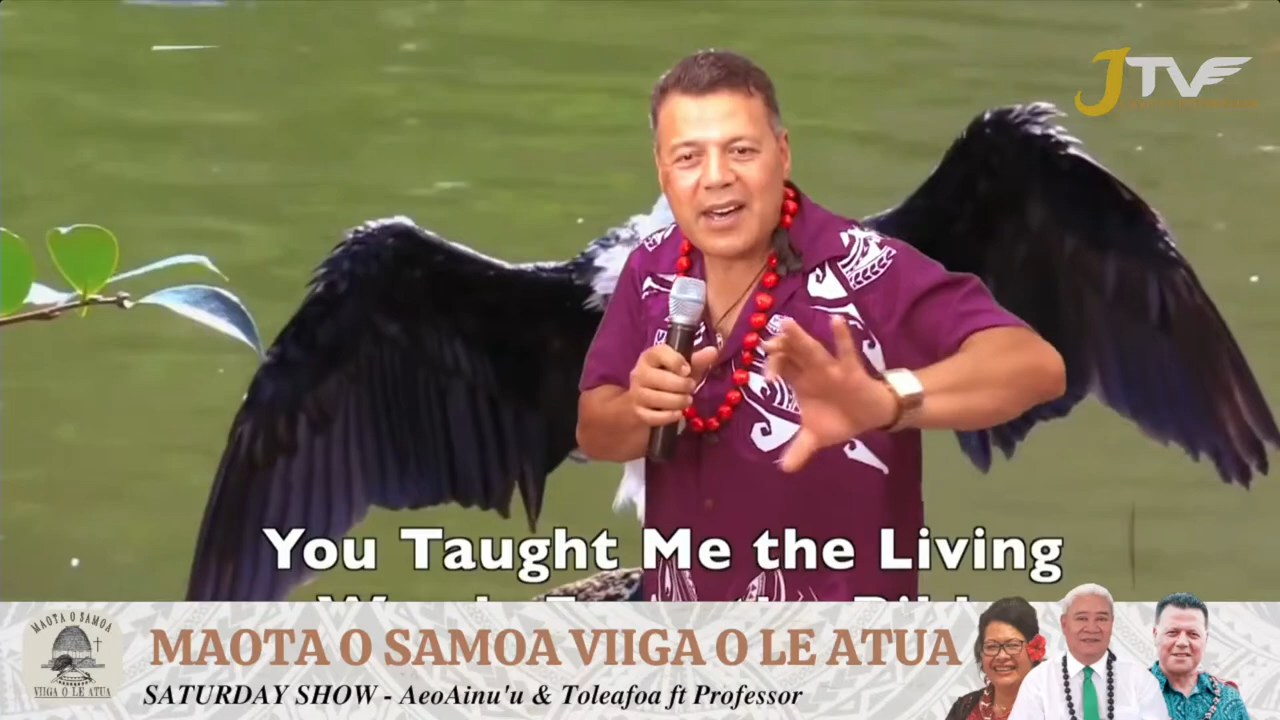 JTV
You Taught Me the Living
MAOTA O SAMOA
VIIGA O LE ATUA
MAOTA O SAMOA VIIGA O LE ATUA
SATURDAY SHOW - AeoAinu'u & Toleafoa ft Professor